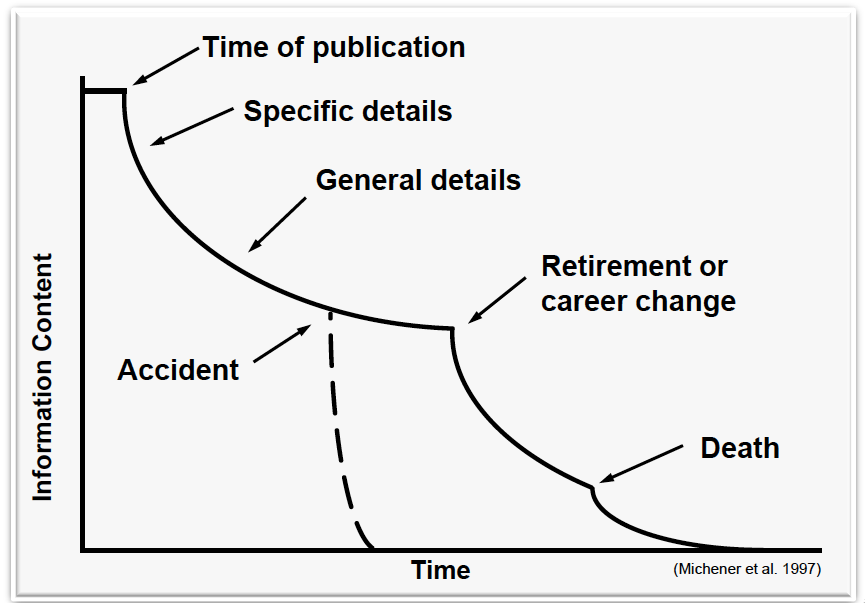 Time of publication
Specific details
General details
Retirement or
career change
Accident
Death
Information Content
Time
(Michener et al. 1997)